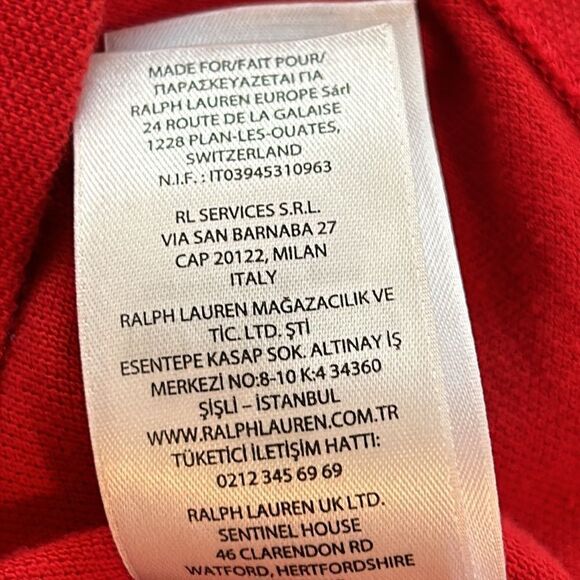 MADE FOR/FAIT POUR/
ΠΑΡΑΣΚΕΥΑΖΕΤΑΙ ΓΙΑ
RALPH LAUREN EUROPE Sárl
24 ROUTE DE LA GALAISE
1228 PLAN-LES-OUATES,
SWITZERLAND
N.I.F. : IT03945310963
RL SERVICES S.R.L.
VIA SAN BARNABA 27
CAP 20122, MILAN
ITALY
RALPH LAUREN MAĞAZACILIK VE
TİC. LTD. ŞTİ
ESENTEPE KASAP SOK. ALTINAY İŞ
MERKEZİ NO:8-10 K:4 34360
ŞİŞLİ – İSTANBUL
WWW.RALPHLAUREN.COM.TR
TÜKETİCİ İLETİŞİM HATTI:
0212 345 69 69
RALPH LAUREN UK LTD.
SENTINEL HOUSE
46 CLARENDON RD
WATFORD, HERTFORDSHIRE